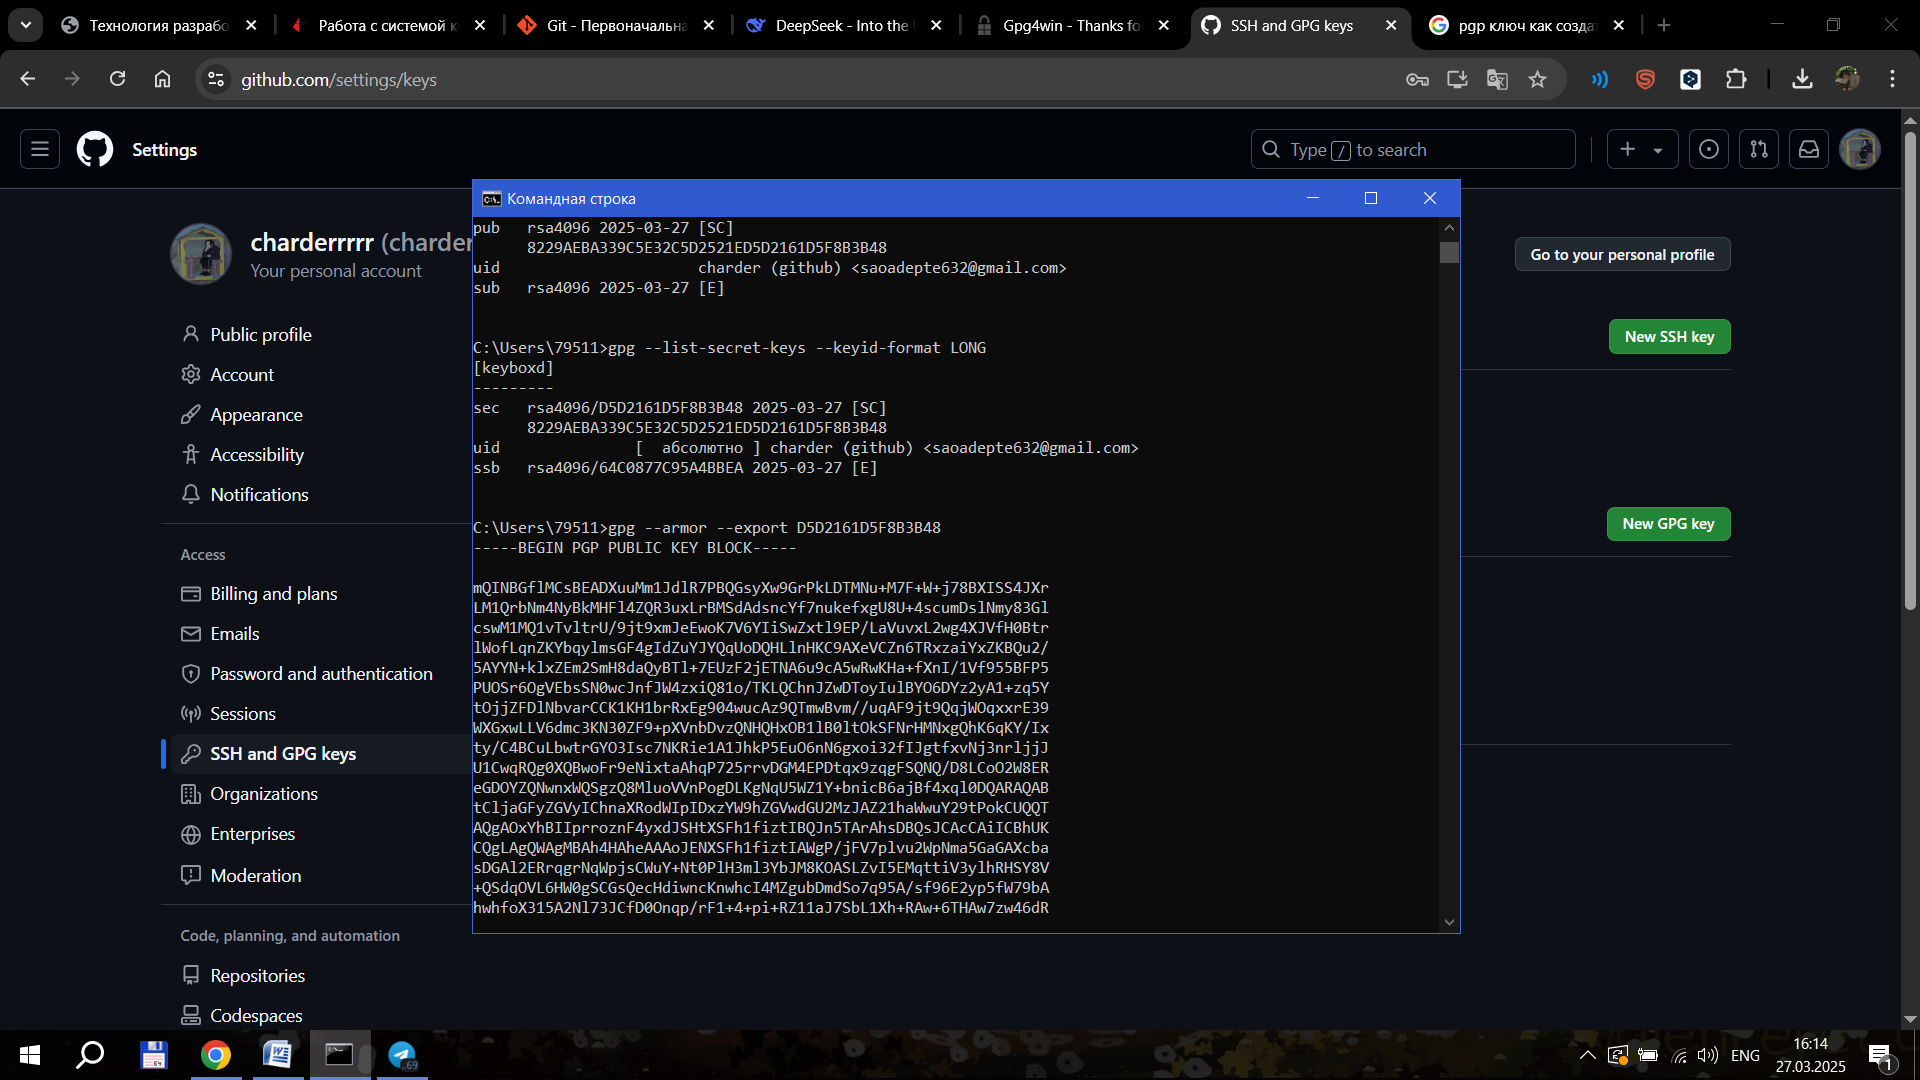 Технология разрабо
Работа с системой к
Git - Первоначальна
DeepSeek - Into the
Gpg4win - Thanks fo
SSH and GPG keys
pgp ключ как созда
github.com/settings/keys
Settings
Type / to search
charderrrrr (charder
Your personal account
Go to your personal profile
Public profile
Account
Appearance
Accessibility
Notifications
Access
Billing and plans
Emails
Password and authentication
Sessions
SSH and GPG keys
Organizations
Enterprises
Moderation
Code, planning, and automation
Repositories
Codespaces
New SSH key
New GPG key
Командная строка
pub   rsa4096 2025-03-27 [SC]
8229AEBA339C5E32C5D2521ED5D2161D5F8B3B48
uid                   charder (github) <saoadepte632@gmail.com>
sub   rsa4096 2025-03-27 [E]
C:\Users\79511>gpg --list-secret-keys --keyid-format LONG
[keyboxd]
---------
sec   rsa4096/D5D2161D5F8B3B48 2025-03-27 [SC]
8229AEBA339C5E32C5D2521ED5D2161D5F8B3B48
uid            [  абсолютно ] charder (github) <saoadepte632@gmail.com>
ssb   rsa4096/64C0877C95A4BBEA 2025-03-27 [E]
C:\Users\79511>gpg --armor --export D5D2161D5F8B3B48
-----BEGIN PGP PUBLIC KEY BLOCK-----
mQINBGflMCsBEADXuuMm1JdlR7PBQGsyXw9GrPkLDTMNu+M7F+W+j78BXISS4JXr
LM1QrbNm4NyBkMHFl4ZQR3uxLrBMSdAdsncYf7nukefxgU8U+4scumDslNmy83Gl
cswM1MQ1vTvltrU/9jt9xmJeEwoK7V6YIiSwZxtl9EP/LaVuvxL2wg4XJVfH0Btr
lWofLqnZKYbqylmsGF4gIdZuYJYQqUoDQHLlnHKC9AXeVCZn6TRxzaiYxZKBQu2/
5AYYN+klxZEm2SmH8daQyBTl+7EUzF2jETNA6u9cA5wRwKHa+fXnI/1Vf955BFP5
PUOSr6OgVEbsSN0wcJnfJW4zxiQ81o/TKLQChnJZwDToyIulBYO6DYz2yA1+zq5Y
tOjjZFDlNbvarCCK1KH1brRxEg904wucAz9QTmwBvm//uqAF9jt9QqjWOqxxrE39
WXGxwLLV6dmc3KN30ZF9+pXVnbDvzQNHQHxOB1lB0ltOkSFNrHMNxgQhK6qKY/Ix
ty/C4BCuLbwtrGYO3Isc7NKRie1A1JhkP5EuO6nN6gxoi32fIJgtfxvNj3nrljjJ
U1CwqRQg0XQBwoFr9eNixtaAhqP725rrvDGM4EPDtqx9zqgFSQNQ/D8LCoO2W8ER
eGDOYZQNwnxWQSgzQ8MluoVVnPogDLKgNqU5WZ1Y+bnicB6ajBf4xql0DQARAQAB
tCljaGFyZGVyIChnaXRodWIpIDxzYW9hZGVwdGU2MzJAZ21haWwuY29tPokCUQQT
AQgAOxYhBIIprroznF4yxdJSHtXSFh1fiztIBQJn5TArAhsDBQsJCAcCAiICBhUK
CQgLAgQWAgMBAh4HAheAAAoJENXSFh1fiztIAWgP/jFV7plvu2WpNma5GaGAXcba
sDGAl2ERrqgrNqWpjsCWuY+Nt0PlH3ml3YbJM8KOASLZvI5EMqttiV3ylhRHSY8V
+QSdqOVL6HW0gSCGsQecHdiwncKnwhcI4MZgubDmdSo7q95A/sf96E2yp5fW79bA
hwhfoX315A2Nl73JCfD0Onqp/rF1+4+pi+RZ11aJ7SbL1Xh+RAw+6THAw7zw46dR
ENG
16:14
27.03.2025
1